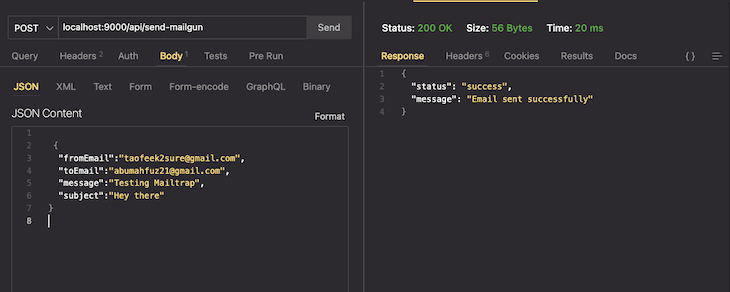 POST localhost:9000/api/send-mailgun Send
Query Headers 2 Auth Body 1 Tests Pre Run
JSON XML Text Form Form-encode GraphQL Binary
JSON Content Format
1
2 {
3 "fromEmail":"taofeek2sure@gmail.com",
4 "toEmail":"abumahfuz21@gmail.com",
5 "message":"Testing Mailtrap",
6 "subject":"Hey there"
7 }
8
Status: 200 OK Size: 56 Bytes Time: 20 ms
Response Headers 6 Cookies Results Docs { }
1 {
2 "status": "success",
3 "message": "Email sent successfully"
4 }